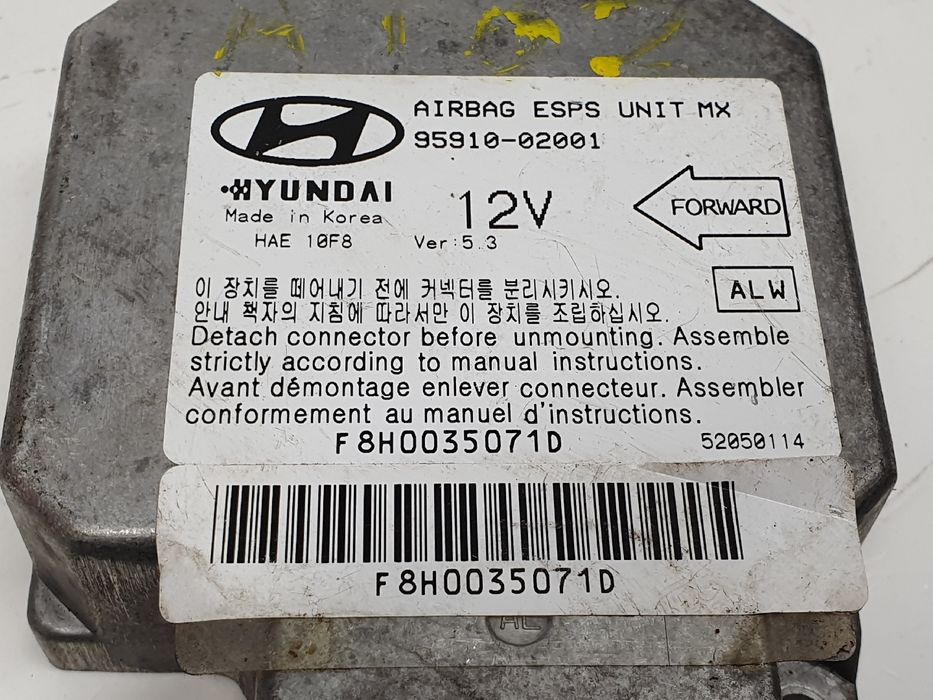 A102
AIRBAG ESPS UNIT MX
95910-02001
HYUNDAI
Made in Korea
HAE 10F8
12V
Ver:5.3
FORWARD
ALW
이 장치를 떼어내기 전에 커넥터를 분리시키시오.
안내 책자의 지침에 따라서만 이 장치를 조립하십시오.
Detach connector before unmounting. Assemble
strictly according to manual instructions.
Avant démontage enlever connecteur. Assembler
conformement au manuel d'instructions.
F8H0035071D
52050114
F8H0035071D
AL